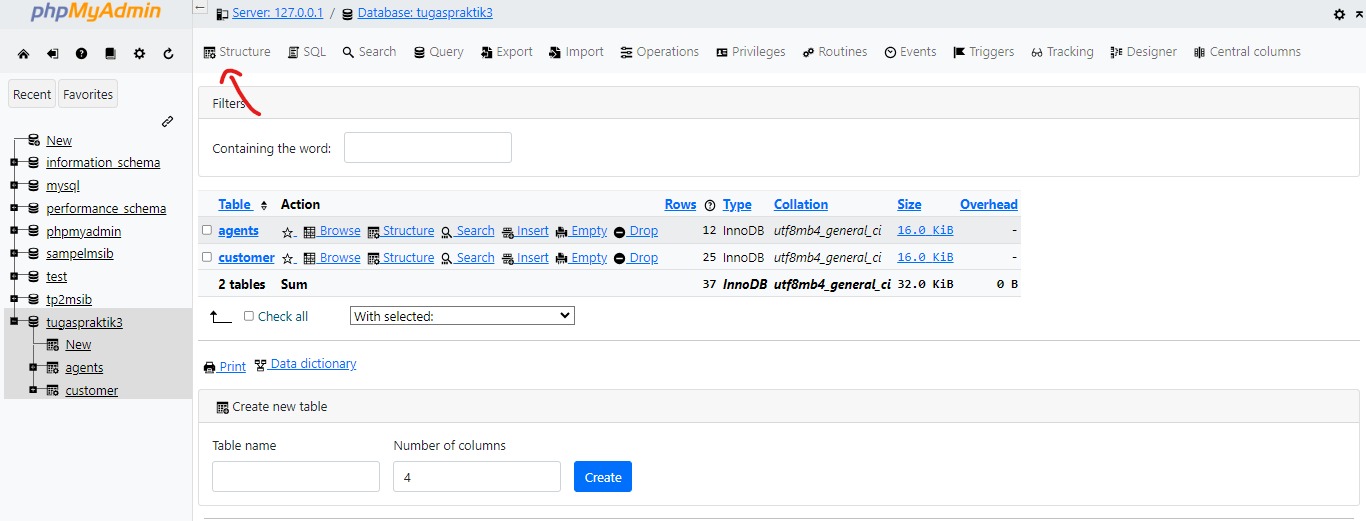 phpMyAdmin
Server: 127.0.0.1 / Database: tugaspraktik3
Structure SQL Search Query Export Import Operations Privileges Routines Events Triggers Tracking Designer Central columns
Recent Favorites
New
information_schema
mysql
performance_schema
phpmyadmin
sampelmsib
test
tp2msib
tugaspraktik3
New
agents
customer
Filters
Containing the word:
Table Action Rows Type Collation Size Overhead
agents Browse Structure Search Insert Empty Drop 12 InnoDB utf8mb4_general_ci 16.0 KiB -
customer Browse Structure Search Insert Empty Drop 25 InnoDB utf8mb4_general_ci 16.0 KiB -
2 tables Sum 37 InnoDB utf8mb4_general_ci 32.0 KiB 0 B
Check all With selected:
Print Data dictionary
Create new table
Table name Number of columns
4 Create